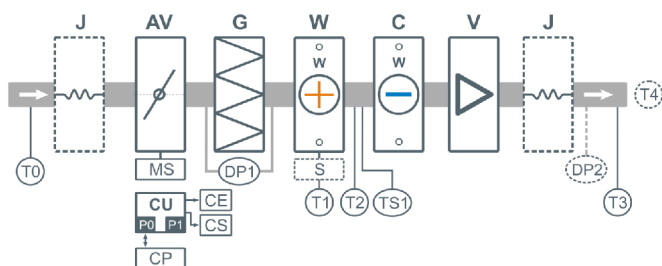 J AV G W C V J
W W
T4
MS DP1 S DP2
T0 T1 T2 TS1 T3
CU CE
P0 P1 CS
CP